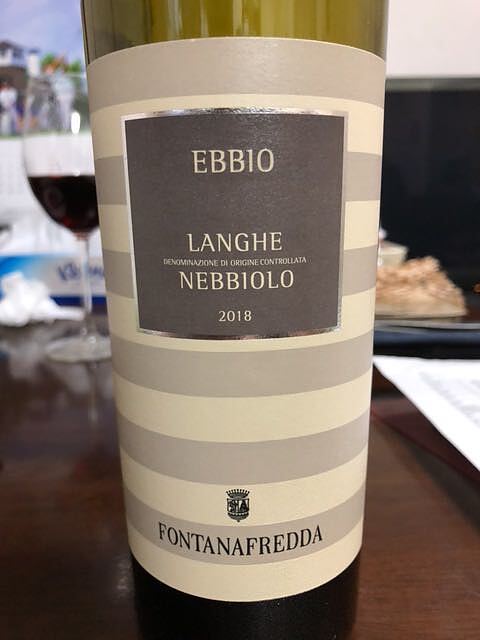 EBBIO
LANGHE
DENOMINAZIONE DI ORIGINE CONTROLLATA
NEBBIOLO
2018
FONTANAFREDDA